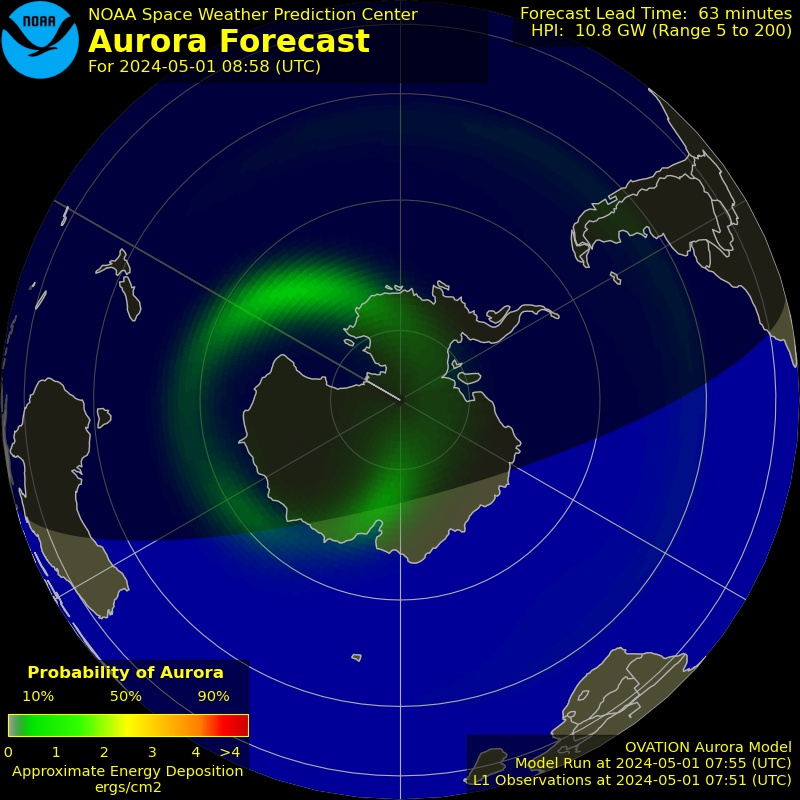 NOAA
NOAA Space Weather Prediction Center
Aurora Forecast
For 2024-05-01 08:58 (UTC)
Forecast Lead Time: 63 minutes
HPI: 10.8 GW (Range 5 to 200)
Probability of Aurora
10% 50% 90%
0 1 2 3 4 >4
Approximate Energy Deposition
ergs/cm2
OVATION Aurora Model
Model Run at 2024-05-01 07:55 (UTC)
L1 Observations at 2024-05-01 07:51 (UTC)